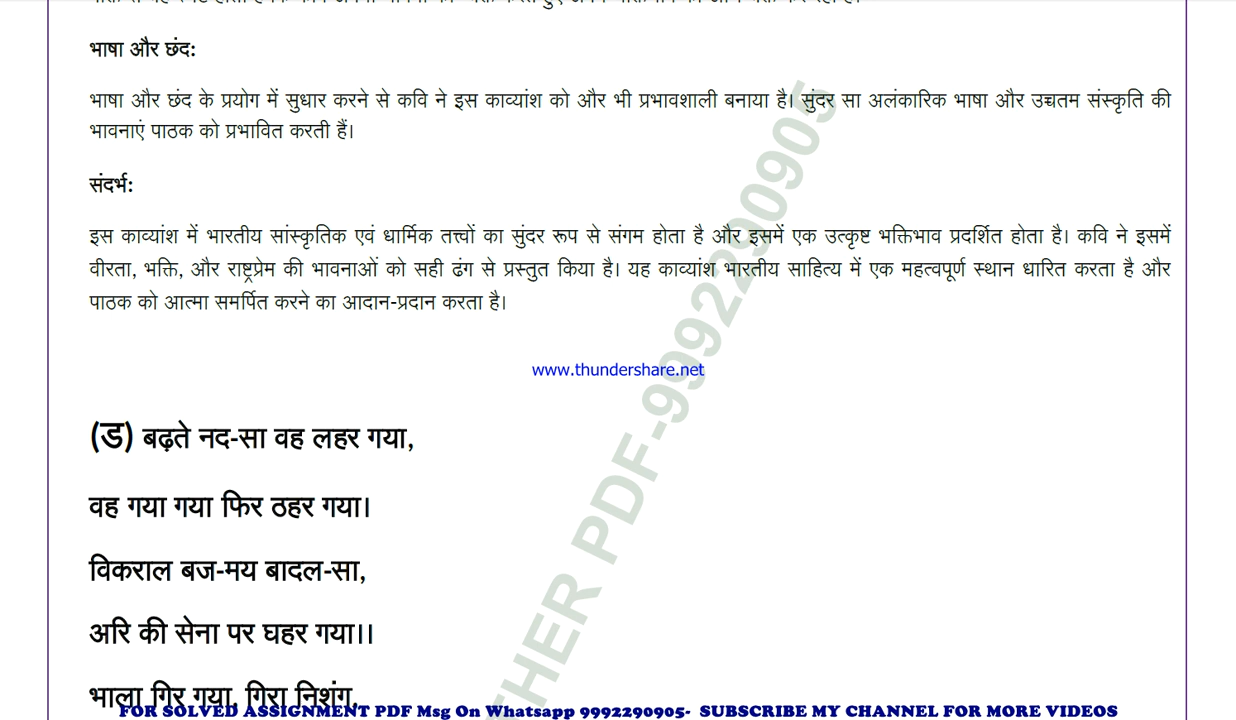 भाषा और छंद:
भाषा और छंद के प्रयोग में सुधार करने से कवि ने इस काव्यांश को और भी प्रभावशाली बनाया है। सुंदर सा अलंकारिक भाषा और उच्चतम संस्कृति की
भावनाएं पाठक को प्रभावित करती हैं।
संदर्भ:
इस काव्यांश में भारतीय सांस्कृतिक एवं धार्मिक तत्त्वों का सुंदर रूप से संगम होता है और इसमें एक उत्कृष्ट भक्तिभाव प्रदर्शित होता है। कवि ने इसमें
वीरता, भक्ति, और राष्ट्रप्रेम की भावनाओं को सही ढंग से प्रस्तुत किया है। यह काव्यांश भारतीय साहित्य में एक महत्वपूर्ण स्थान धारित करता है और
पाठक को आत्मा समर्पित करने का आदान-प्रदान करता है।
www.thundershare.net
(ड) बढ़ते नद-सा वह लहर गया,
वह गया गया फिर ठहर गया।
विकराल बज-मय बादल-सा,
अरि की सेना पर घहर गया।।
भाला गिर गया, गिरा निशंग,
THER PDF-9992290905
FOR SOLVED ASSIGNMENT PDF Msg On Whatsapp 9992290905- SUBSCRIBE MY CHANNEL FOR MORE VIDEOS